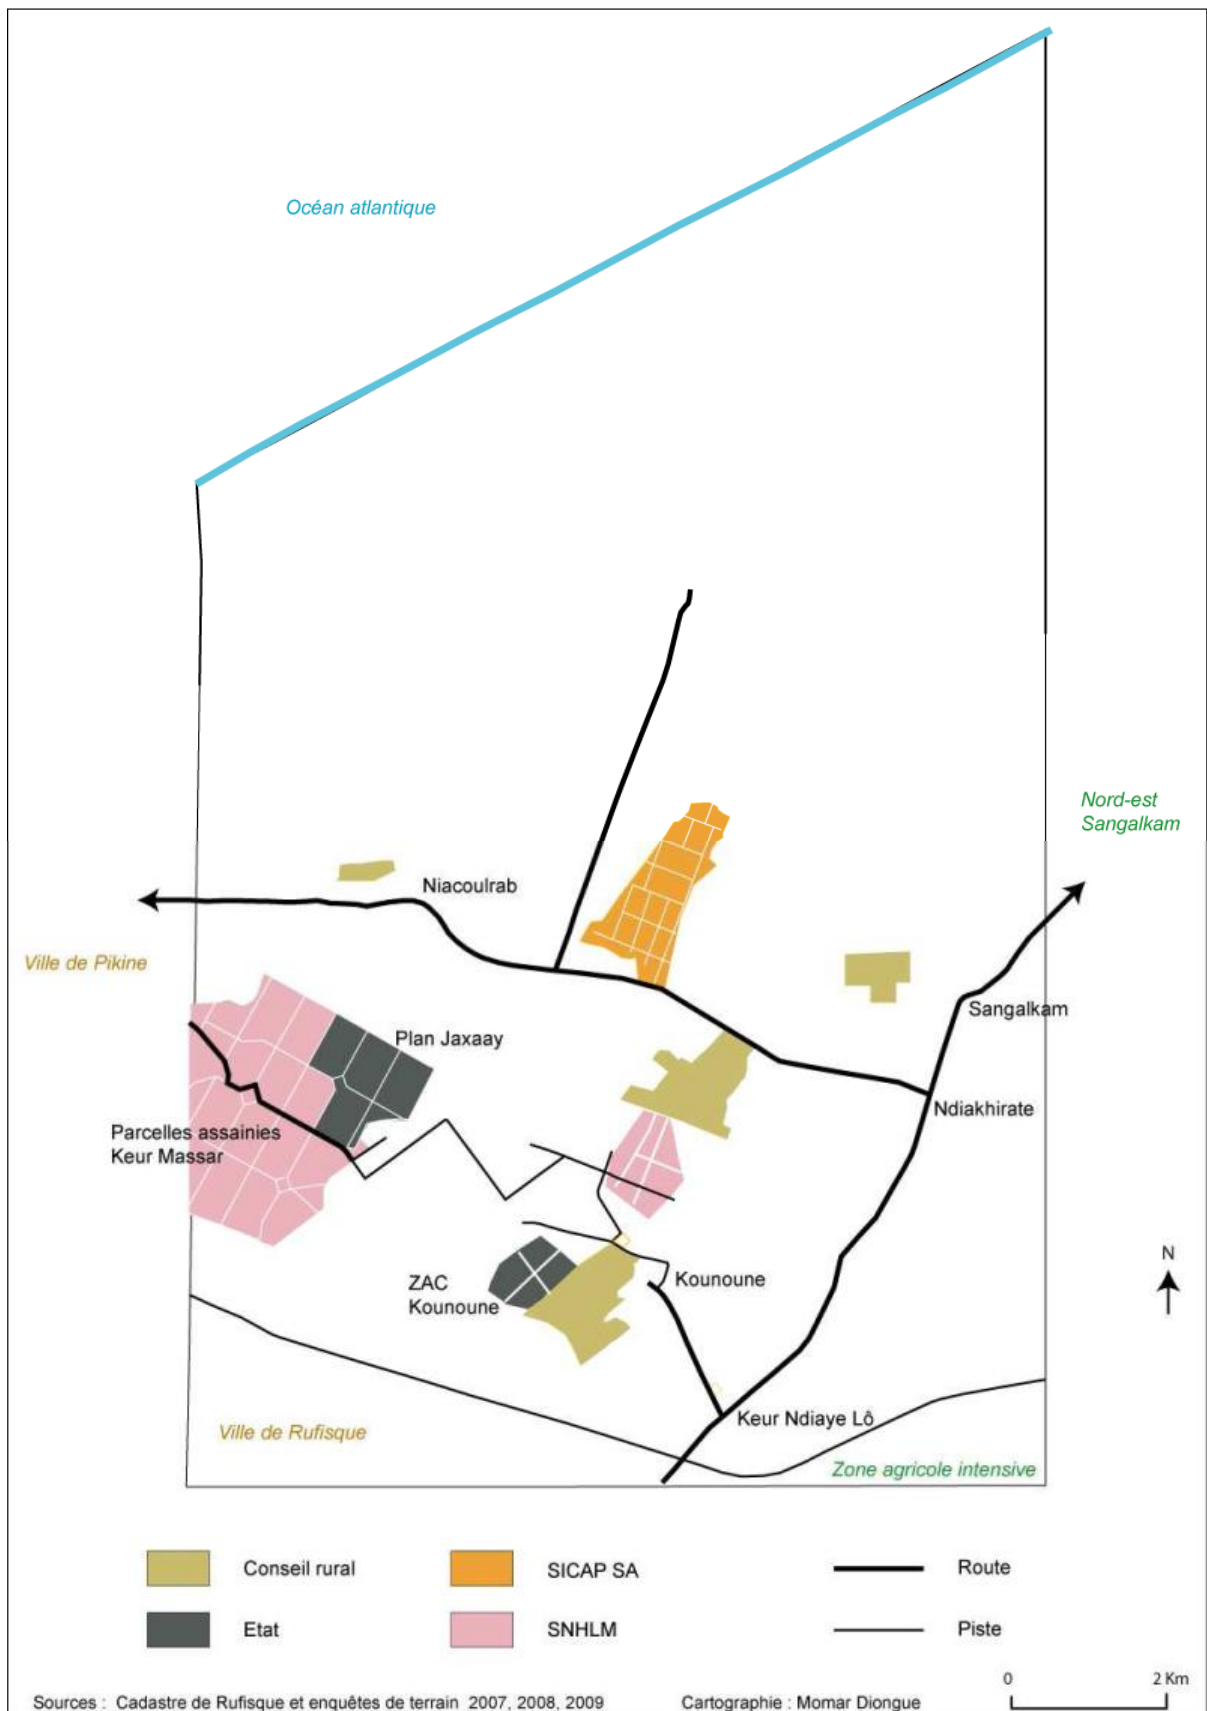 Océan atlantique
Nord-est
Sangalkam
Niacoulrab
Ville de Pikine
Sangalkam
Plan Jaxaay
Ndiakhirate
Parcelles assainies
Keur Massar
N
Kounoune
ZAC
Kounoune
Keur Ndiaye Lô
Ville de Rufisque
Zone agricole intensive
Conseil rural
SICAP SA
Route
Etat
SNHLM
Piste
0 2 Km
Sources : Cadastre de Rufisque et enquêtes de terrain 2007, 2008, 2009
Cartographie : Momar Diongue